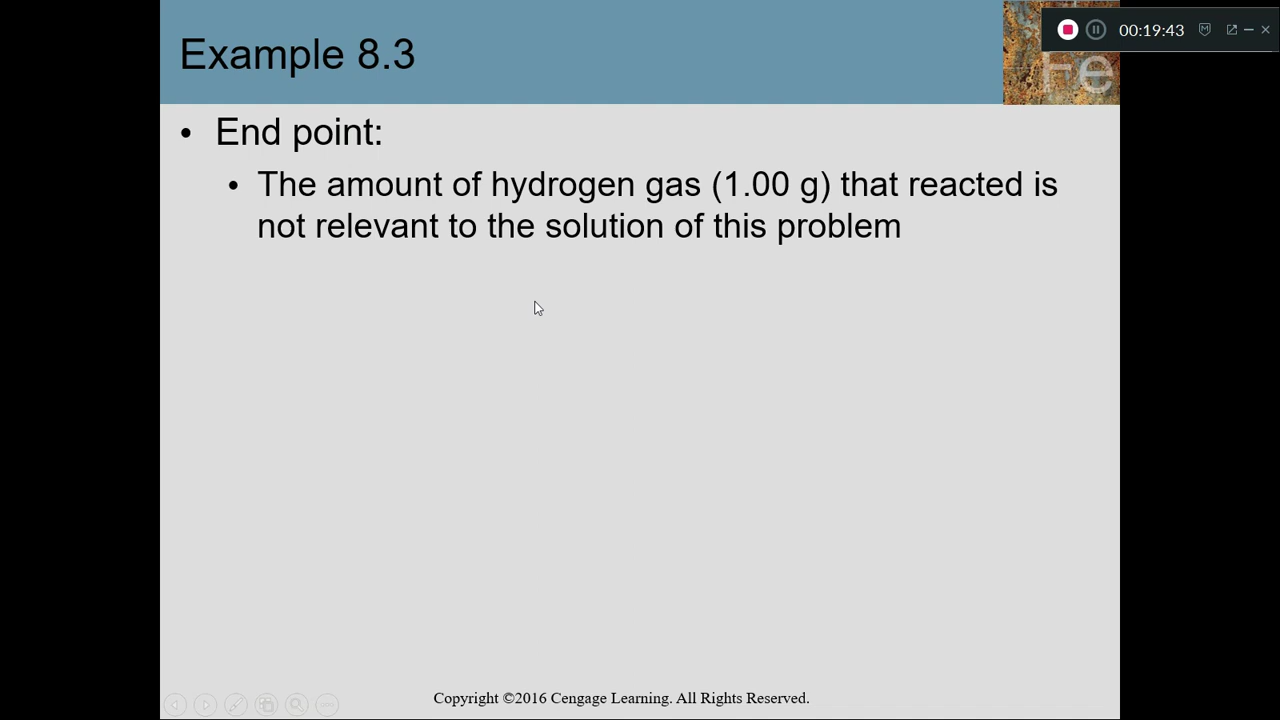 Example 8.3
00:19:43
Fe
• End point:
• The amount of hydrogen gas (1.00 g) that reacted is
not relevant to the solution of this problem
Copyright ©2016 Cengage Learning. All Rights Reserved.